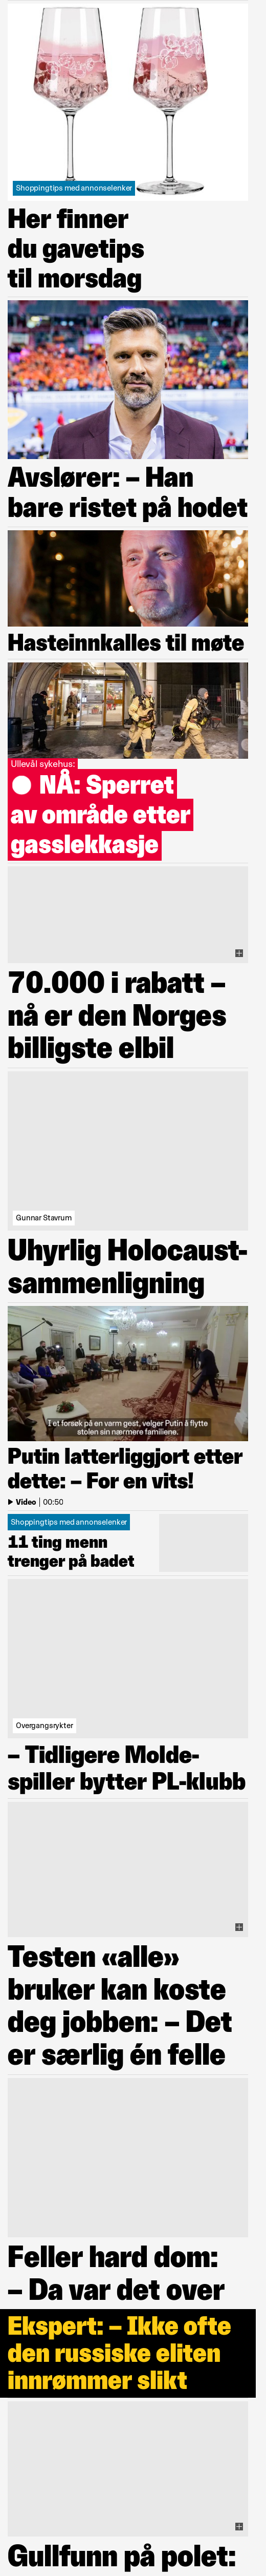 Shoppingtips med annonselenker
Her finner
du gavetips
til morsdag
Avslører: – Han
bare ristet på hodet
Hasteinnkalles til møte
Ullevål sykehus:
NÅ: Sperret
av område etter
gasslekkasje
70.000 i rabatt –
nå er den Norges
billigste elbil
Gunnar Stavrum
Uhyrlig Holocaust-
sammenligning
I et forsøk på en varm gest, velger Putin å flytte
stolen sin nærmere familiene.
Putin latterliggjort etter
dette: – For en vits!
Video | 00:50
Shoppingtips med annonselenker
11 ting menn
trenger på badet
Overgangsrykter
– Tidligere Molde-
spiller bytter PL-klubb
Testen «alle»
bruker kan koste
deg jobben: – Det
er særlig én felle
Feller hard dom:
– Da var det over
Ekspert: – Ikke ofte
den russiske eliten
innrømmer slikt
Gullfunn på polet: